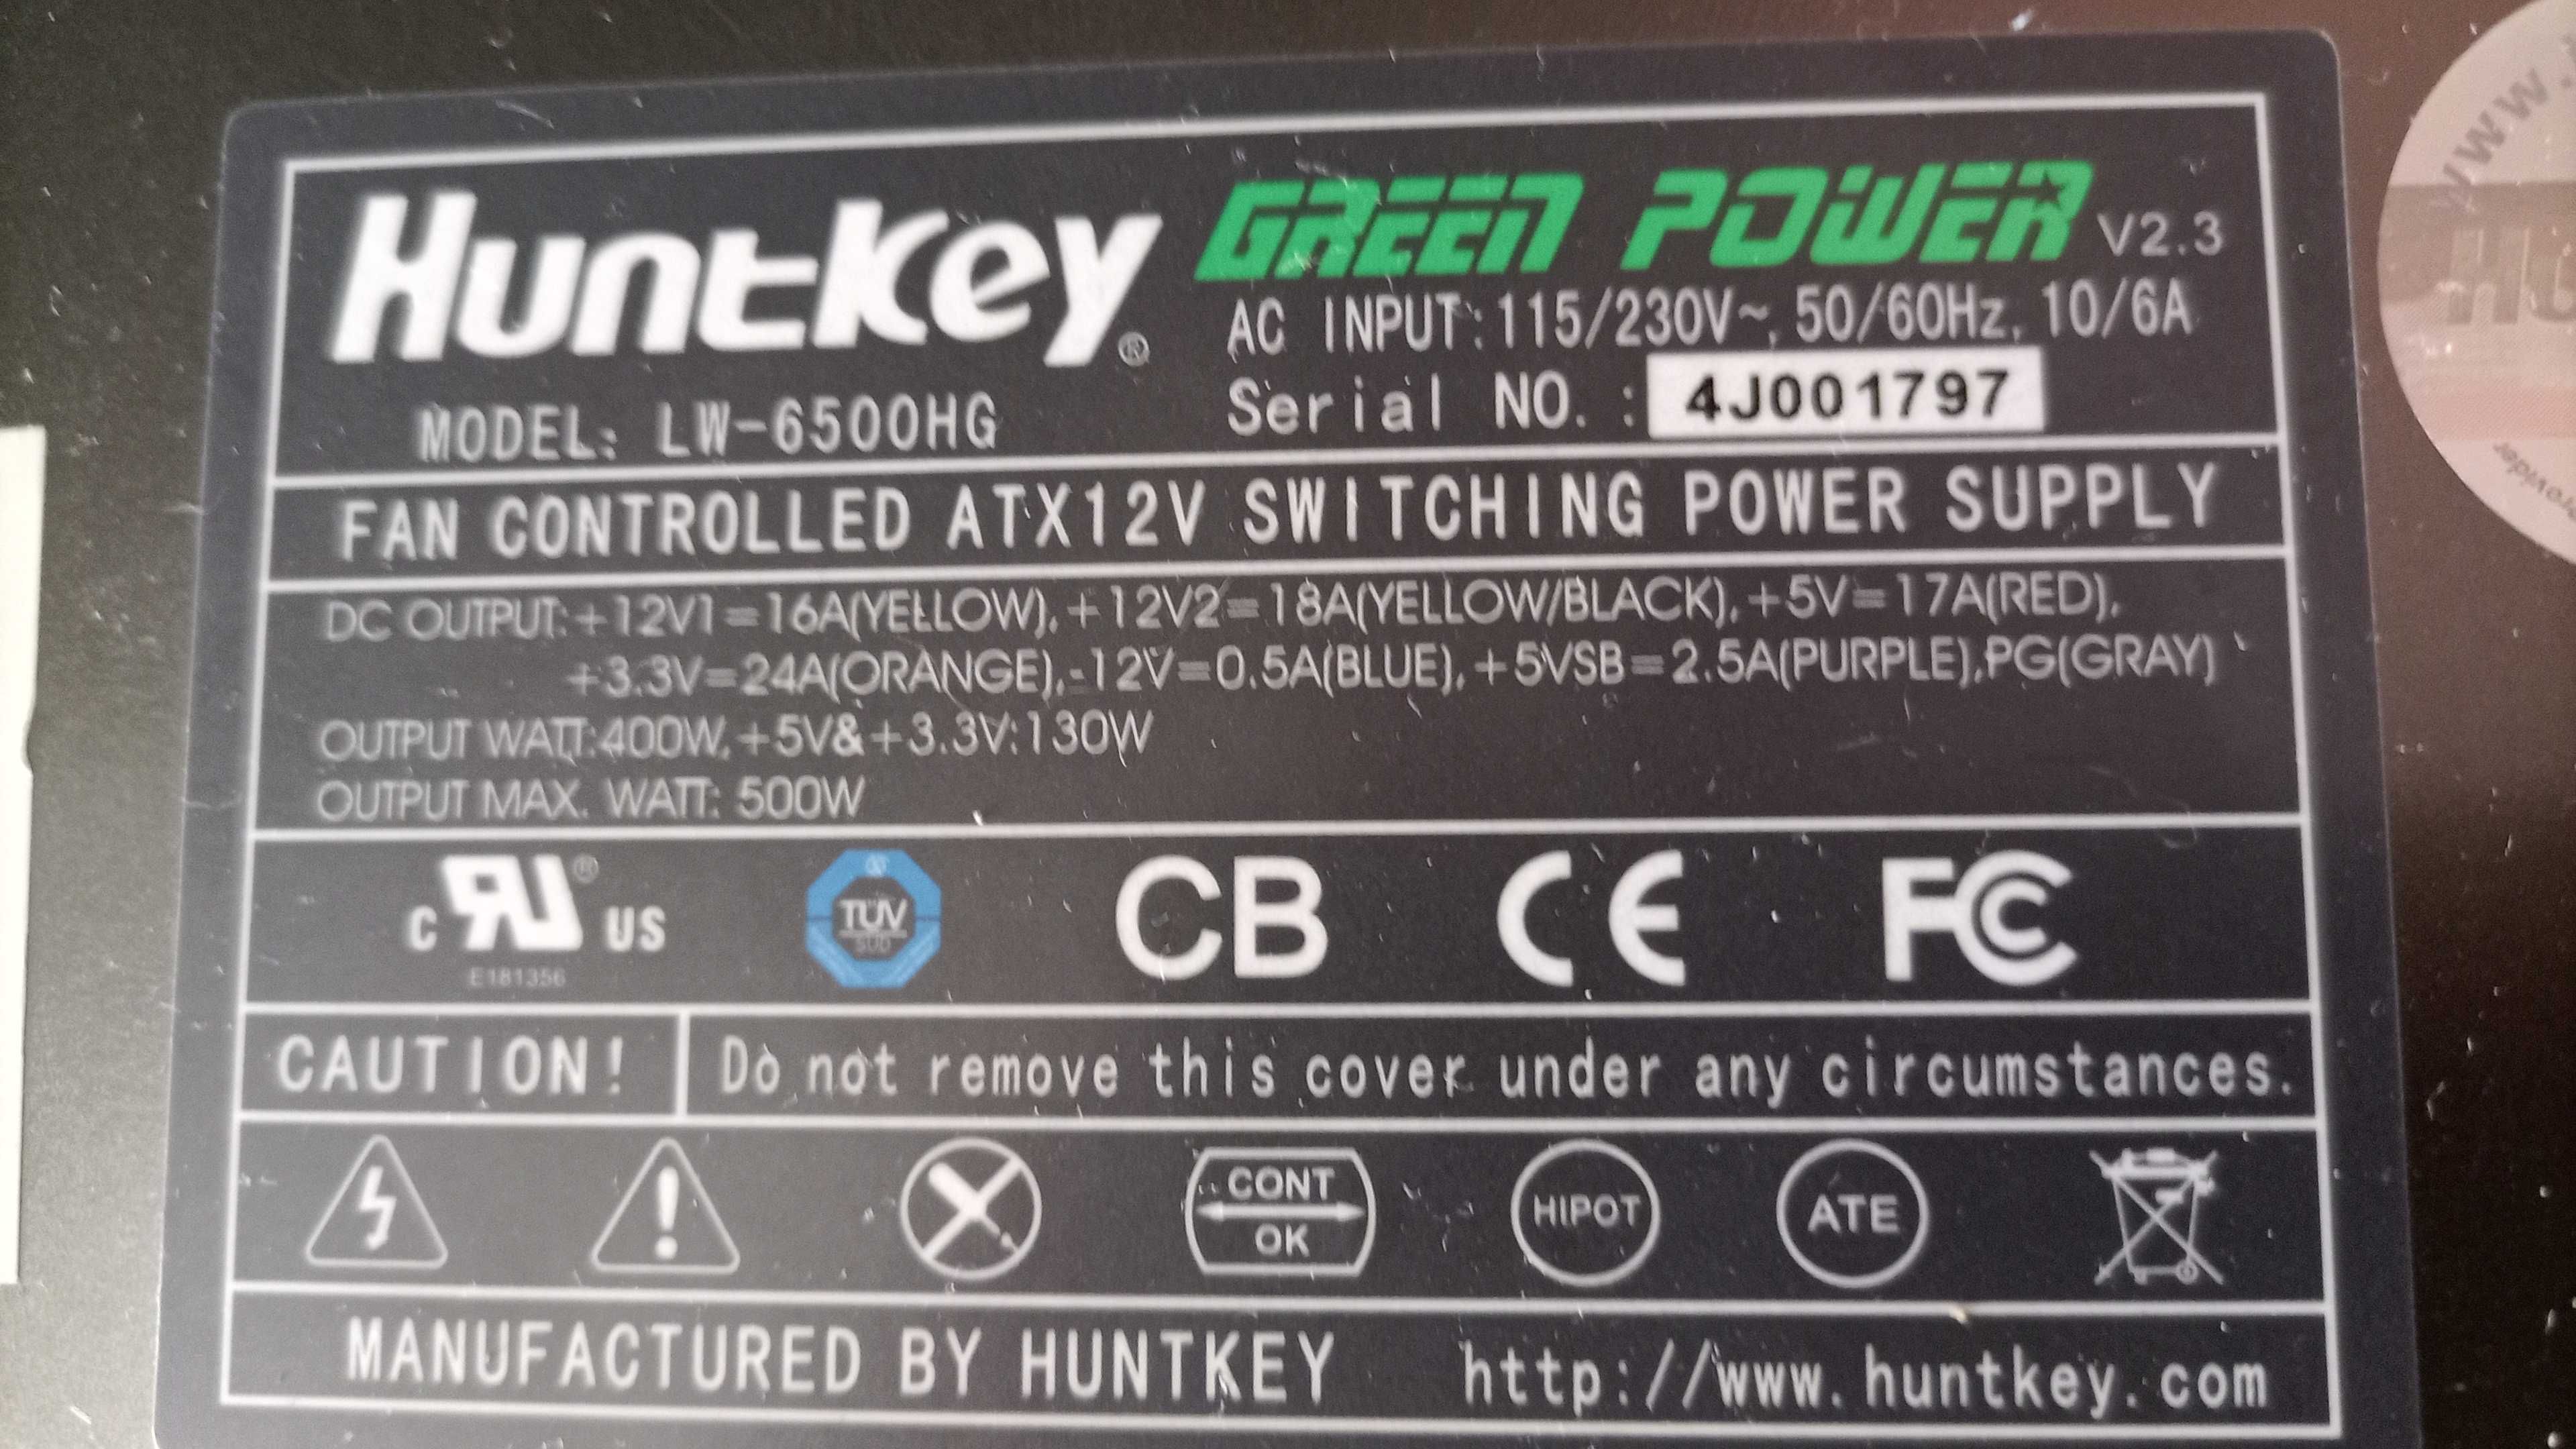 Huntkey® GREEN POWER V2.3
AC INPUT:115/230V~, 50/60Hz, 10/6A
MODEL: LW-6500HG
Serial NO. : 4J001797
FAN CONTROLLED ATX12V SWITCHING POWER SUPPLY
DC OUTPUT:+12V1=16A(YELLOW),+12V2=18A(YELLOW/BLACK),+5V=17A(RED),
+3.3V=24A(ORANGE),-12V=0.5A(BLUE),+5VSB=2.5A(PURPLE),PG(GRAY)
OUTPUT WATT:400W,+5V&+3.3V:130W
OUTPUT MAX. WATT: 500W
c RU® US
E181356
TÜV
SÜD
CB
CE
FC
CAUTION! Do not remove this cover under any circumstances.
CONT
OK
HIPOT
ATE
MANUFACTURED BY HUNTKEY http://www.huntkey.com
www.